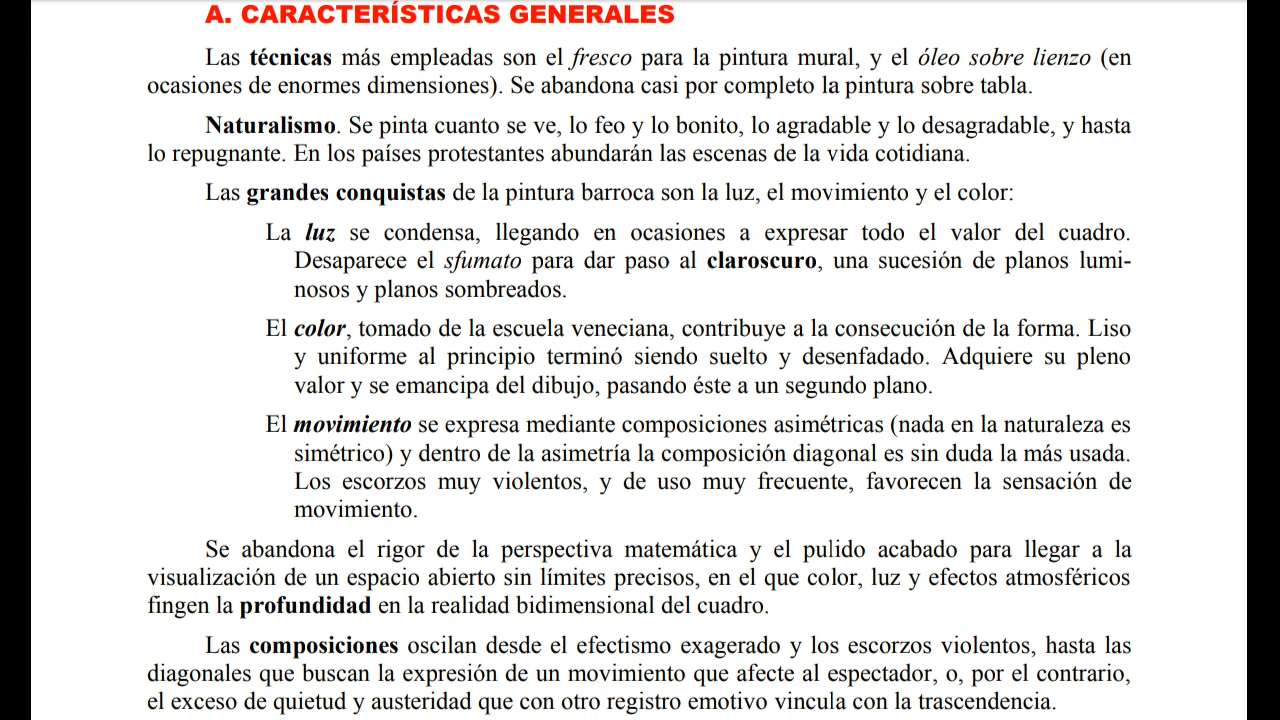 A. CARACTERÍSTICAS GENERALES
Las técnicas más empleadas son el fresco para la pintura mural, y el óleo sobre lienzo (en
ocasiones de enormes dimensiones). Se abandona casi por completo la pintura sobre tabla.
Naturalismo. Se pinta cuanto se ve, lo feo y lo bonito, lo agradable y lo desagradable, y hasta
lo repugnante. En los países protestantes abundarán las escenas de la vida cotidiana.
Las grandes conquistas de la pintura barroca son la luz, el movimiento y el color:
La luz se condensa, llegando en ocasiones a expresar todo el valor del cuadro.
Desaparece el sfumato para dar paso al claroscuro, una sucesión de planos lumi-
nosos y planos sombreados.
El color, tomado de la escuela veneciana, contribuye a la consecución de la forma. Liso
y uniforme al principio terminó siendo suelto y desenfadado. Adquiere su pleno
valor y se emancipa del dibujo, pasando éste a un segundo plano.
El movimiento se expresa mediante composiciones asimétricas (nada en la naturaleza es
simétrico) y dentro de la asimetría la composición diagonal es sin duda la más usada.
Los escorzos muy violentos, y de uso muy frecuente, favorecen la sensación de
movimiento.
Se abandona el rigor de la perspectiva matemática y el pulido acabado para llegar a la
visualización de un espacio abierto sin límites precisos, en el que color, luz y efectos atmosféricos
fingen la profundidad en la realidad bidimensional del cuadro.
Las composiciones oscilan desde el efectismo exagerado y los escorzos violentos, hasta las
diagonales que buscan la expresión de un movimiento que afecte al espectador, o, por el contrario,
el exceso de quietud y austeridad que con otro registro emotivo vincula con la trascendencia.